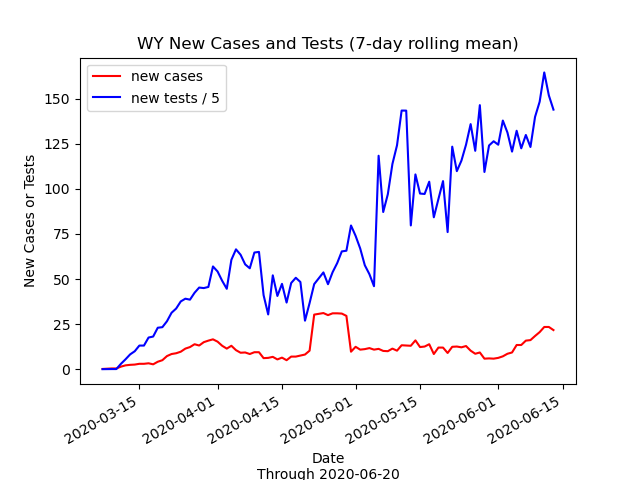 WY New Cases and Tests (7-day rolling mean)
new cases
new tests / 5
150
125
100
75
50
25
0
New Cases or Tests
2020-03-15
2020-04-01
2020-04-15
2020-05-01
2020-05-15
2020-06-01
2020-06-15
Date
Through 2020-06-20